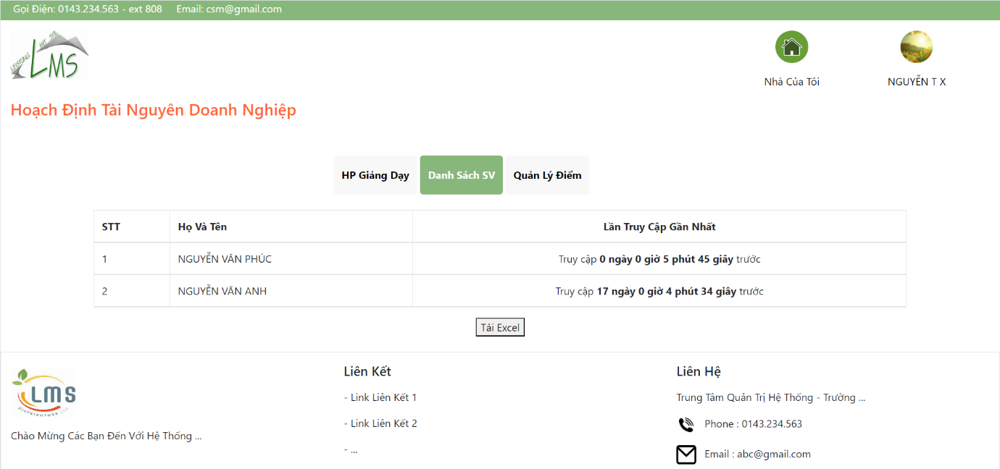 Gọi Điện: 0143.234.563 - ext 808 Email: csm@gmail.com
LEISTUNG MT SOL
LMS
Nhà Của Tôi NGUYỄN T X
Hoạch Định Tài Nguyên Doanh Nghiệp
HP Giảng Dạy Danh Sách SV Quản Lý Điểm
STT Họ Và Tên Lần Truy Cập Gần Nhất
1 NGUYỄN VĂN PHÚC Truy cập 0 ngày 0 giờ 5 phút 45 giây trước
2 NGUYỄN VĂN ANH Truy cập 17 ngày 0 giờ 4 phút 34 giây trước
Tải Excel
LMS
DISTRIBUTORS LLC
Chào Mừng Các Bạn Đến Với Hệ Thống ...
Liên Kết
- Link Liên Kết 1
- Link Liên Kết 2
- ...
Liên Hệ
Trung Tâm Quản Trị Hệ Thống - Trường ...
Phone : 0143.234.563
Email : abc@gmail.com